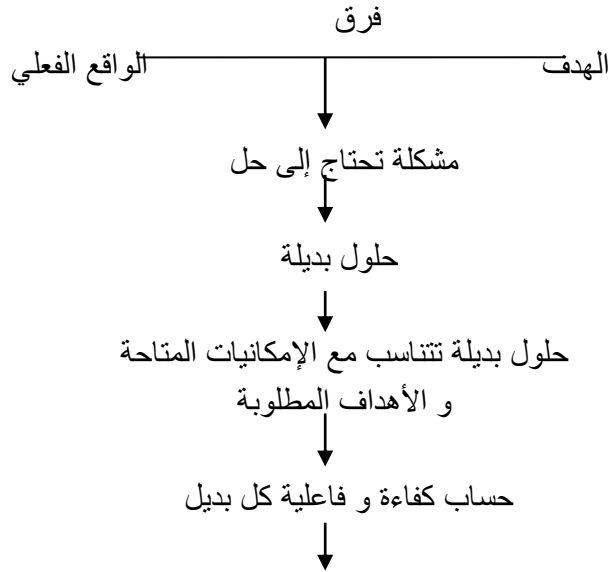 فرق
الهدف الواقع الفعلي
مشكلة تحتاج إلى حل
حلول بديلة
حلول بديلة تتناسب مع الإمكانيات المتاحة
و الأهداف المطلوبة
حساب كفاءة و فاعلية كل بديل